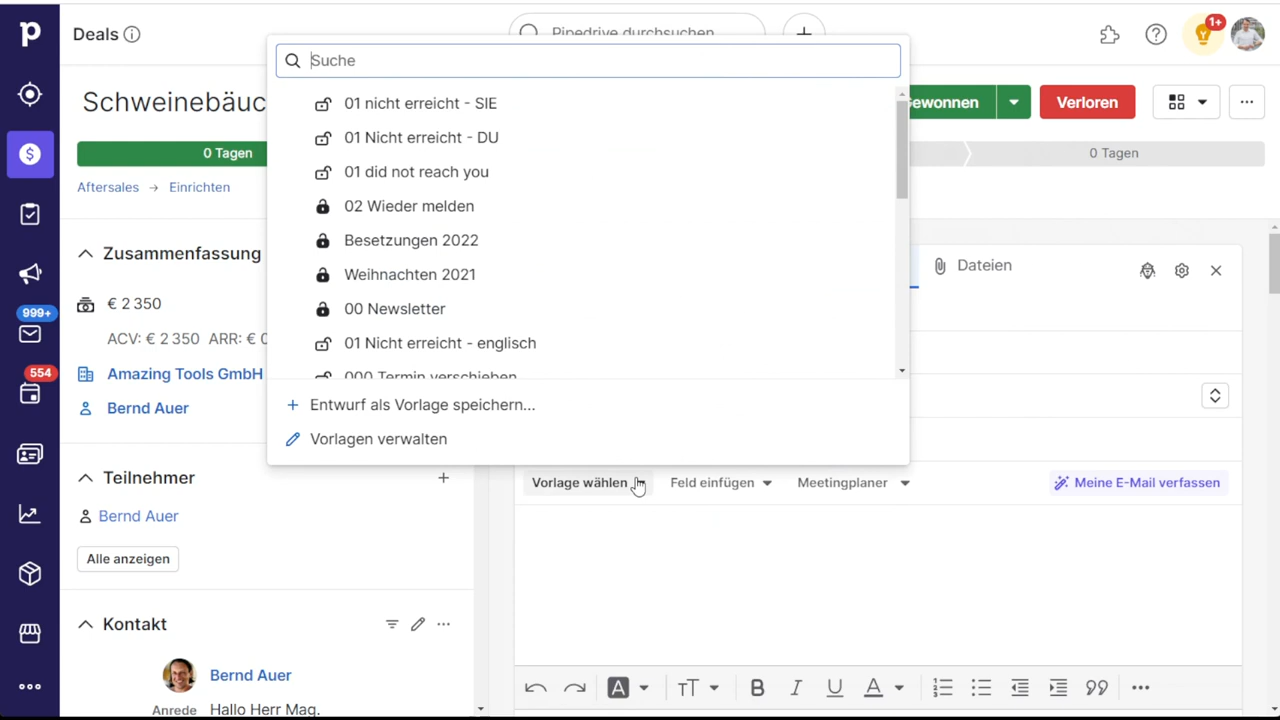 p
Deals
Pipedrive durchsuchen
1+
Schweinebäuc
Suche
01 nicht erreicht - SIE
01 Nicht erreicht - DU
01 did not reach you
02 Wieder melden
Besetzungen 2022
Weihnachten 2021
00 Newsletter
01 Nicht erreicht - englisch
000 Termin verschieben
Entwurf als Vorlage speichern...
Vorlagen verwalten
ewonnen
Verloren
0 Tagen
0 Tagen
Aftersales → Einrichten
Zusammenfassung
€ 2 350
ACV: € 2 350 ARR: € 0
Amazing Tools GmbH
Bernd Auer
999+
554
Dateien
Teilnehmer
Bernd Auer
Alle anzeigen
Vorlage wählen
Feld einfügen
Meetingplaner
Meine E-Mail verfassen
Kontakt
Bernd Auer
Anrede Hallo Herr Mag.